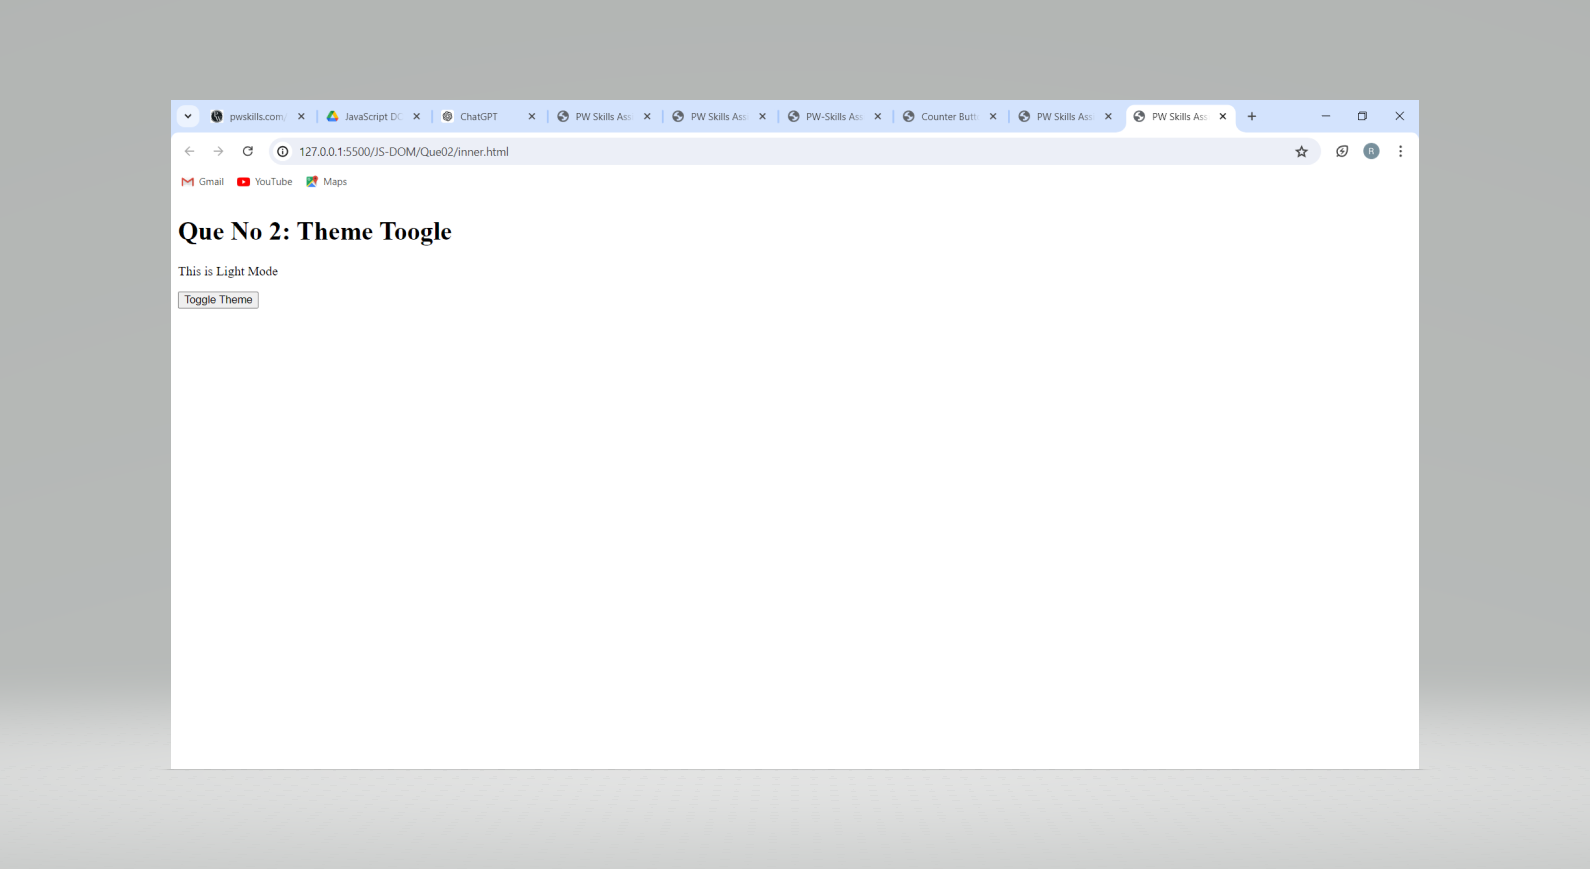 pwskills.com/
JavaScript DO
ChatGPT
PW Skills Ass
PW Skills Ass
PW-Skills Ass
Counter Butt
PW Skills Ass
PW Skills Ass
127.0.0.1:5500/JS-DOM/Que02/inner.html
R
Gmail
YouTube
Maps
Que No 2: Theme Toogle
This is Light Mode
Toggle Theme